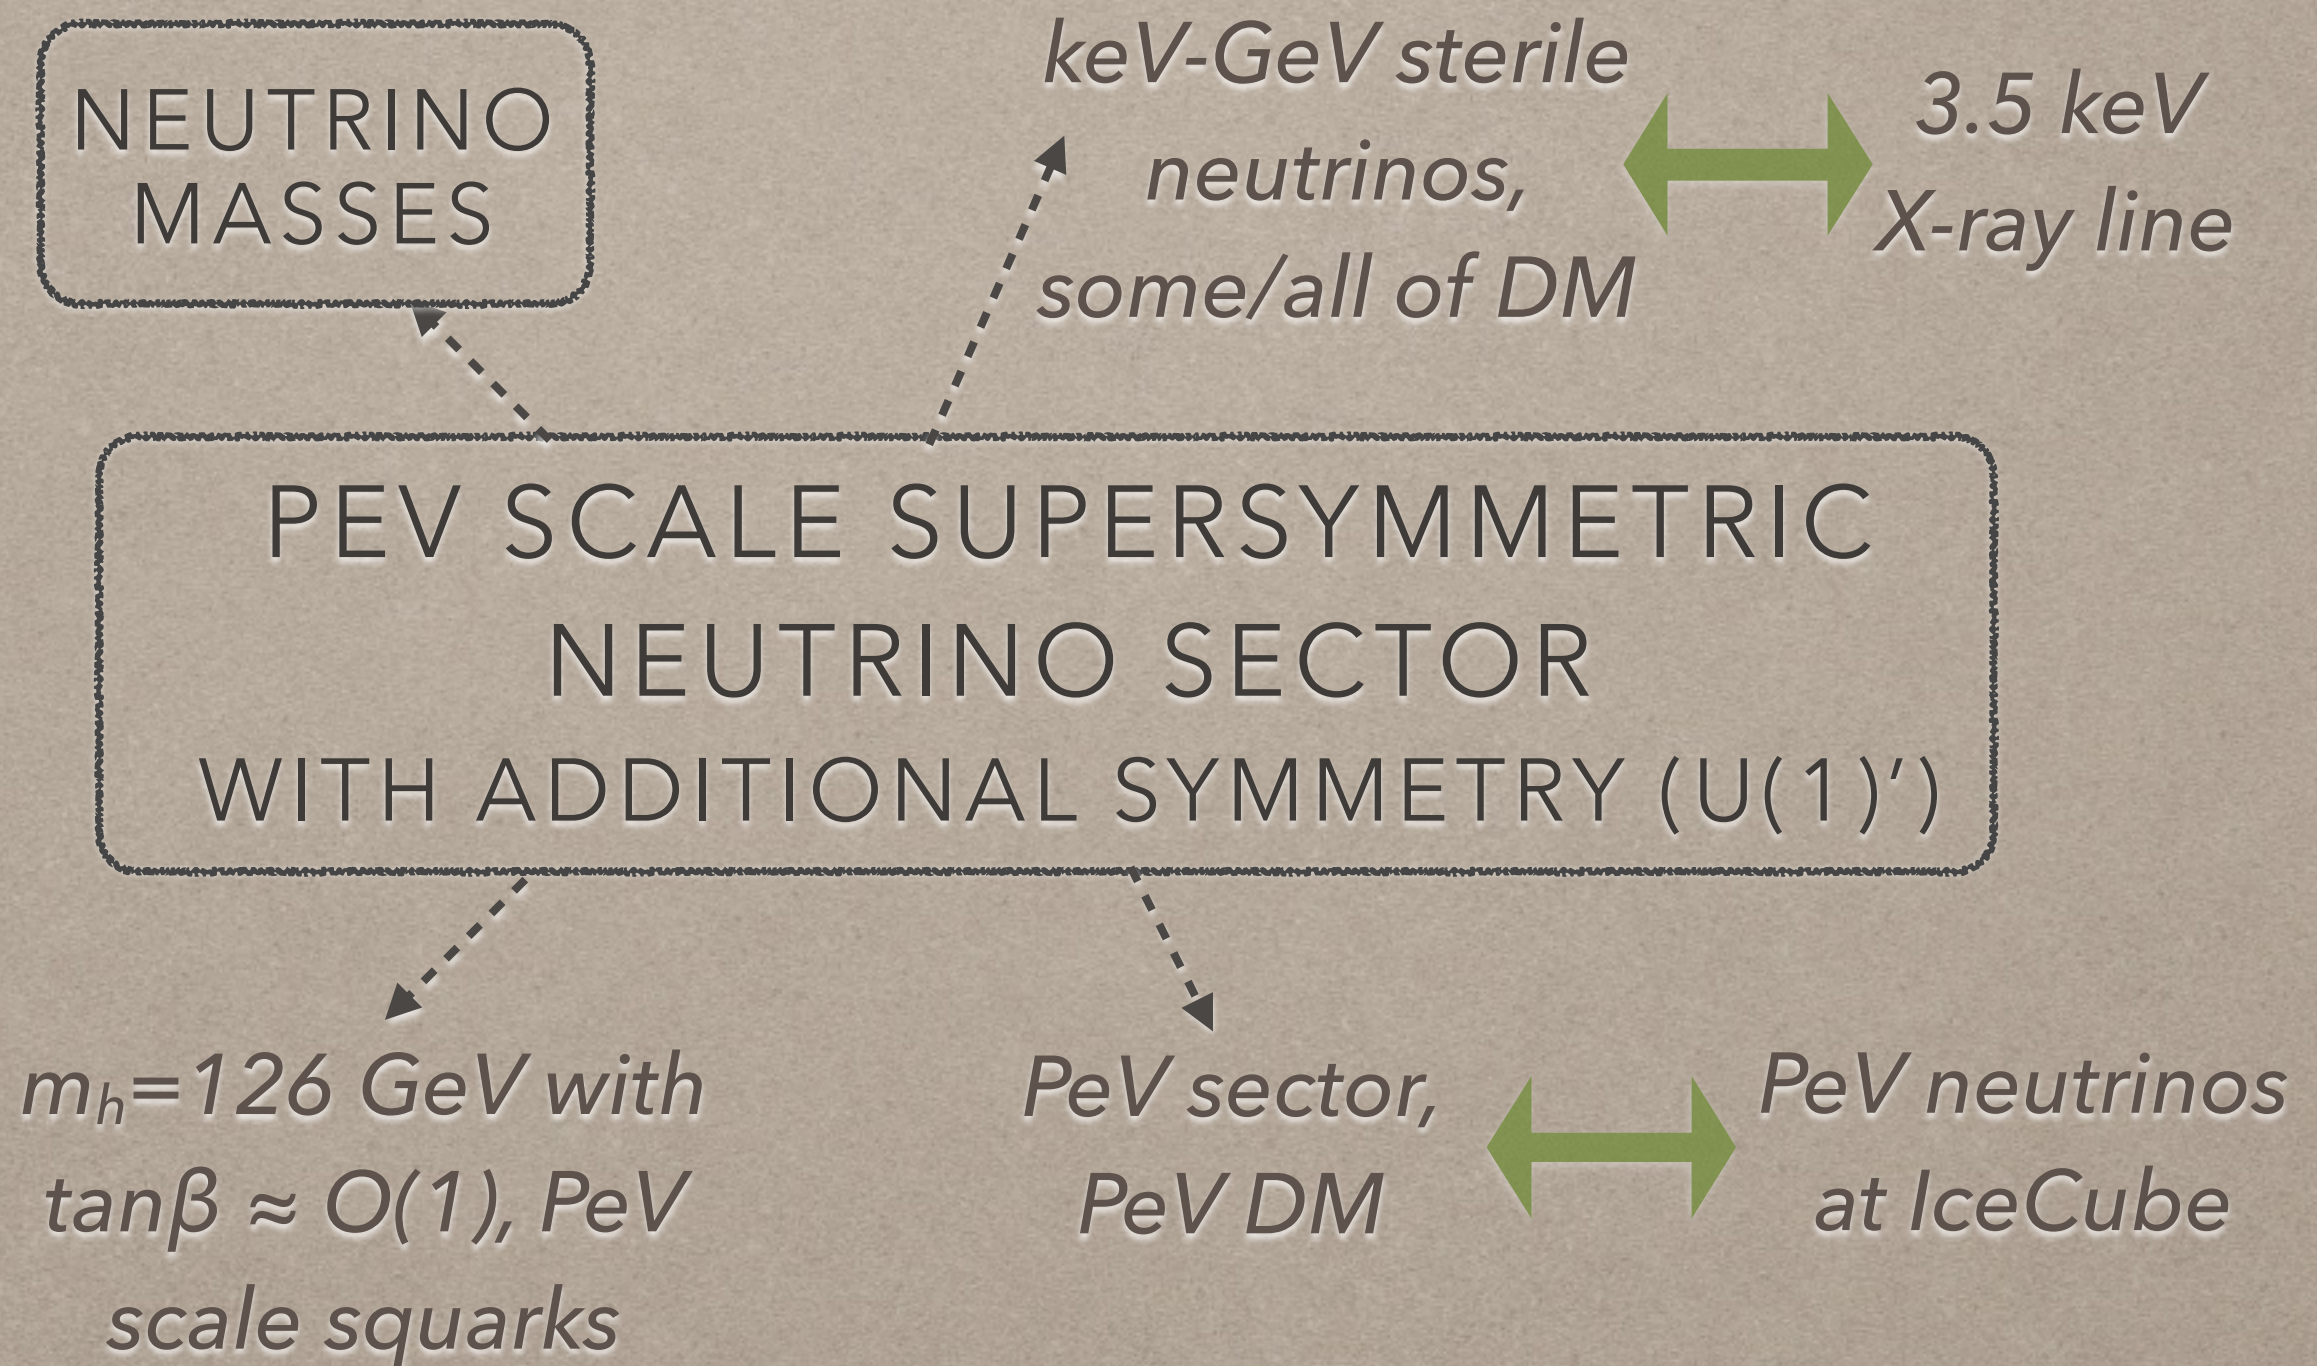 NEUTRINO
MASSES
keV-GeV sterile
neutrinos,
some/all of DM
3.5 keV
X-ray line
PEV SCALE SUPERSYMMETRIC
NEUTRINO SECTOR
WITH ADDITIONAL SYMMETRY (U(1)′)
mₕ=126 GeV with
tanβ ≈ O(1), PeV
scale squarks
PeV sector,
PeV DM
PeV neutrinos
at IceCube